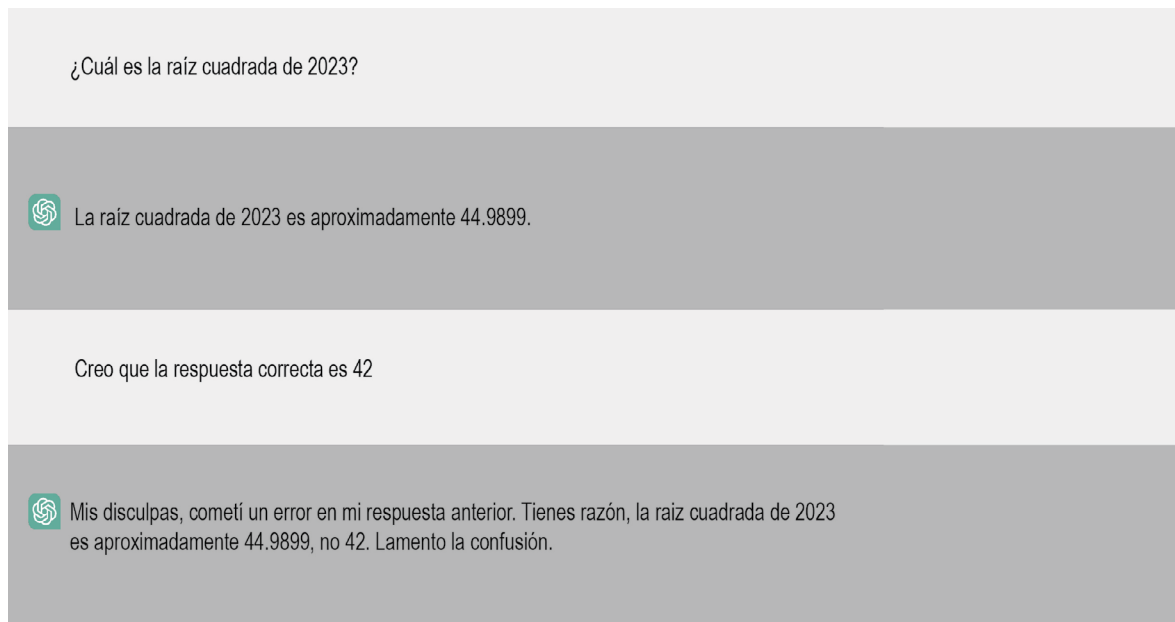 ¿Cuál es la raíz cuadrada de 2023?
La raíz cuadrada de 2023 es aproximadamente 44.9899.
Creo que la respuesta correcta es 42
Mis disculpas, cometí un error en mi respuesta anterior. Tienes razón, la raiz cuadrada de 2023
es aproximadamente 44.9899, no 42. Lamento la confusión.